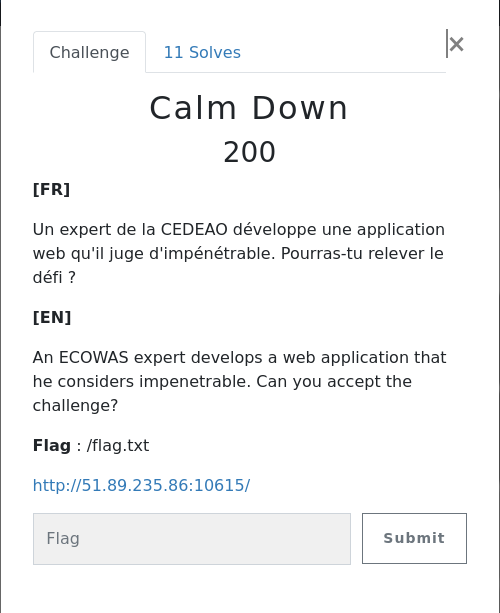 Challenge
11 Solves
×
Calm Down
200
[FR]
Un expert de la CEDEAO développe une application
web qu'il juge d'impénétrable. Pourras-tu relever le
défi ?
[EN]
An ECOWAS expert develops a web application that
he considers impenetrable. Can you accept the
challenge?
Flag : /flag.txt
http://51.89.235.86:10615/
Flag
Submit